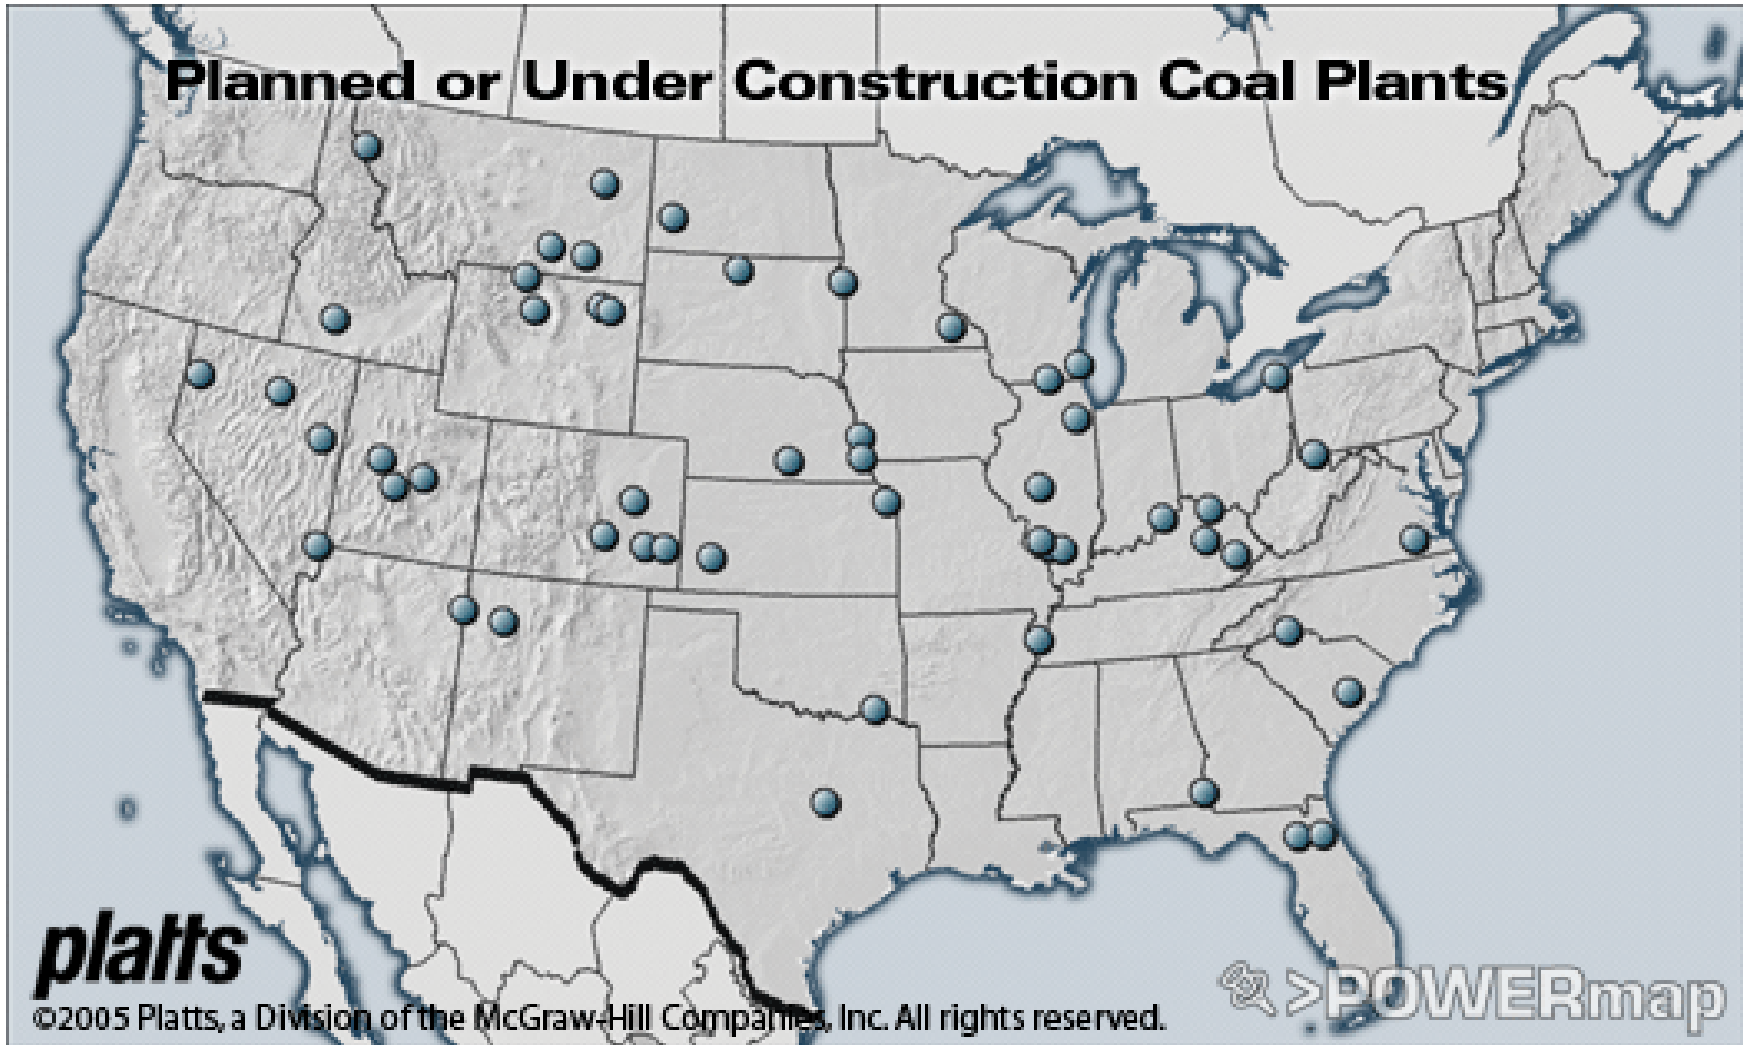 Planned or Under Construction Coal Plants
platts
>POWERmap
©2005 Platts, a Division of the McGraw-Hill Companies, Inc. All rights reserved.